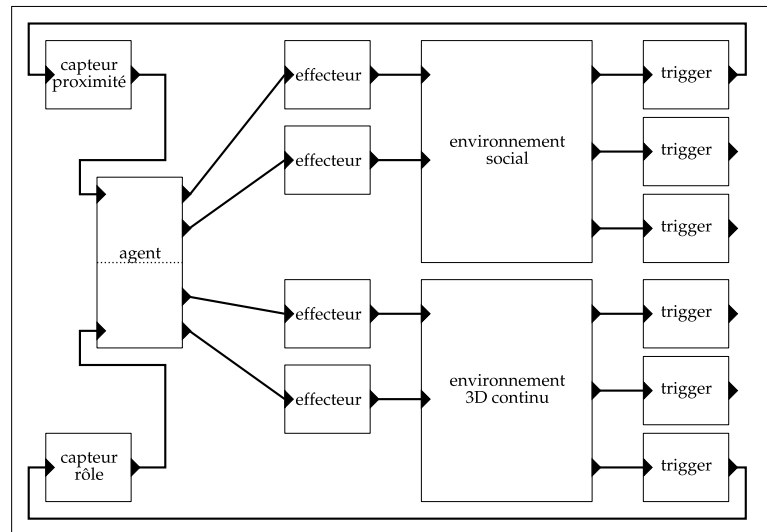 capteur
proximité
effecteur
trigger
environnement
social
effecteur
trigger
trigger
agent
effecteur
trigger
environnement
3D continu
effecteur
trigger
capteur
rôle
trigger